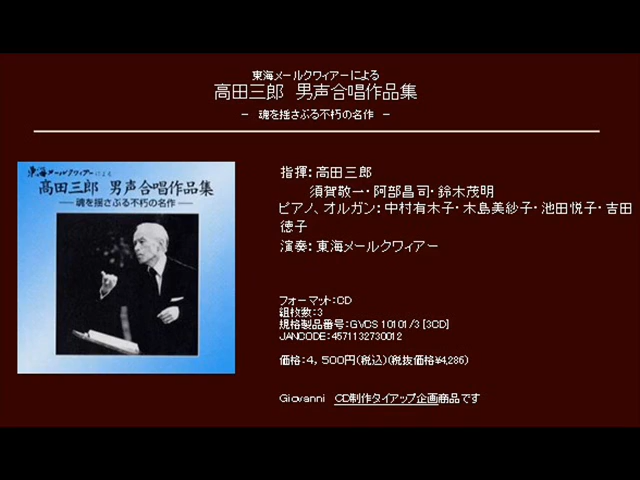 東海メールクワィアーによる
高田三郎　男声合唱作品集
－　魂を揺さぶる不朽の名作　－
東海メールクワィアーによる
高田三郎 男声合唱作品集
――魂を揺さぶる不朽の名作――
指揮：高田三郎
須賀敬一・阿部昌司・鈴木茂明
ピアノ、オルガン：中村有木子・木島美紗子・池田悦子・吉田
徳子
演奏：東海メールクワィアー
フォーマット：CD
組枚数：3
規格製品番号：GVCS 10101/3 [3CD]
JANCODE：4571132730012
価格：4，500円（税込）（税抜価格¥4,286）
Giovanni　CD制作タイアップ企画商品です